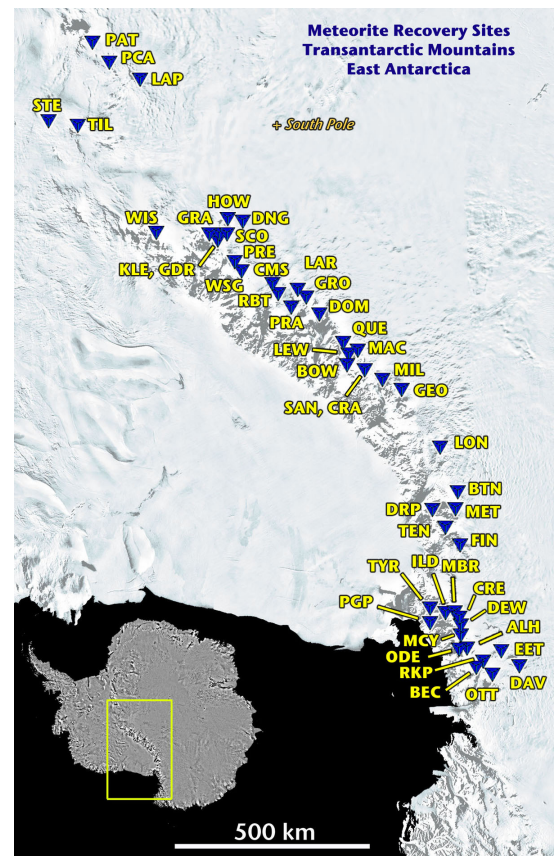 Meteorite Recovery Sites
Transantarctic Mountains
East Antarctica
PAT
PCA
LAP
STE
TIL
+ South Pole
HOW
WIS
GRA
DNG
SCO
KLE, GDR
PRE
CMS
LAR
WSG
GRO
RBT
PRA
DOM
QUE
LEW
MAC
BOW
MIL
GEO
SAN, CRA
LON
BTN
DRP
MET
TEN
FIN
TYR
ILD
MBR
CRE
PGP
DEW
ALH
MCY
EET
ODE
RKP
DAV
BEC
OTT
500 km